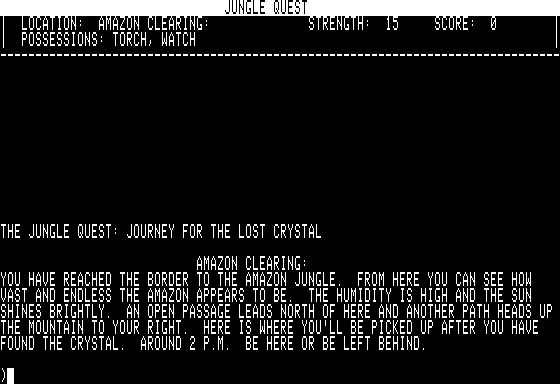 JUNGLE QUEST
LOCATION: AMAZON CLEARING: STRENGTH: 15 SCORE: 0
POSSESSIONS: TORCH, WATCH
THE JUNGLE QUEST: JOURNEY FOR THE LOST CRYSTAL
AMAZON CLEARING:
YOU HAVE REACHED THE BORDER TO THE AMAZON JUNGLE. FROM HERE YOU CAN SEE HOW
VAST AND ENDLESS THE AMAZON APPEARS TO BE. THE HUMIDITY IS HIGH AND THE SUN
SHINES BRIGHTLY. AN OPEN PASSAGE LEADS NORTH OF HERE AND ANOTHER PATH HEADS UP
THE MOUNTAIN TO YOUR RIGHT. HERE IS WHERE YOU'LL BE PICKED UP AFTER YOU HAVE
FOUND THE CRYSTAL. AROUND 2 P.M. BE HERE OR BE LEFT BEHIND.
)